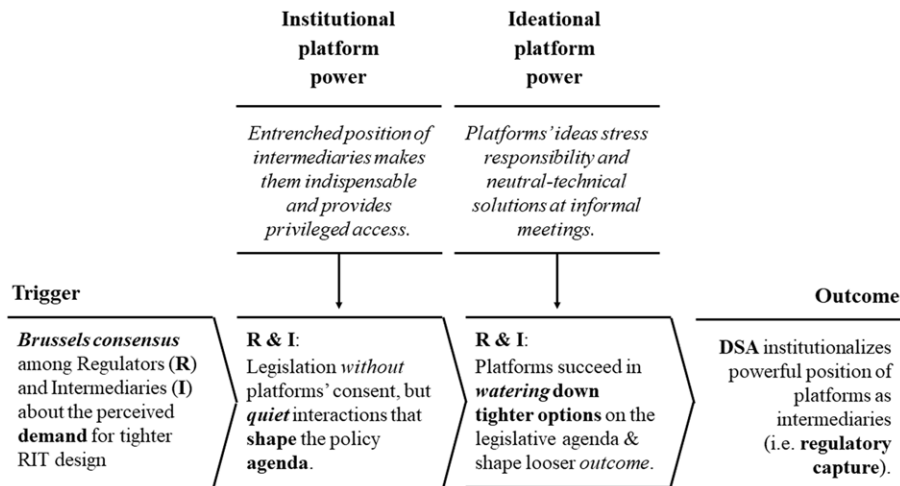 Institutional
platform
power
Ideational
platform
power
Entrenched position of
intermediaries makes
them indispensable
and provides
privileged access.
Platforms' ideas stress
responsibility and
neutral-technical
solutions at informal
meetings.
Trigger
Brussels consensus
among Regulators (R)
and Intermediaries (I)
about the perceived
demand for tighter
RIT design
R & I:
Legislation without
platforms' consent, but
quiet interactions that
shape the policy
agenda.
R & I:
Platforms succeed in
watering down
tighter options on the
legislative agenda &
shape looser outcome.
Outcome
DSA institutionalizes
powerful position of
platforms as
intermediaries
(i.e. regulatory
capture).